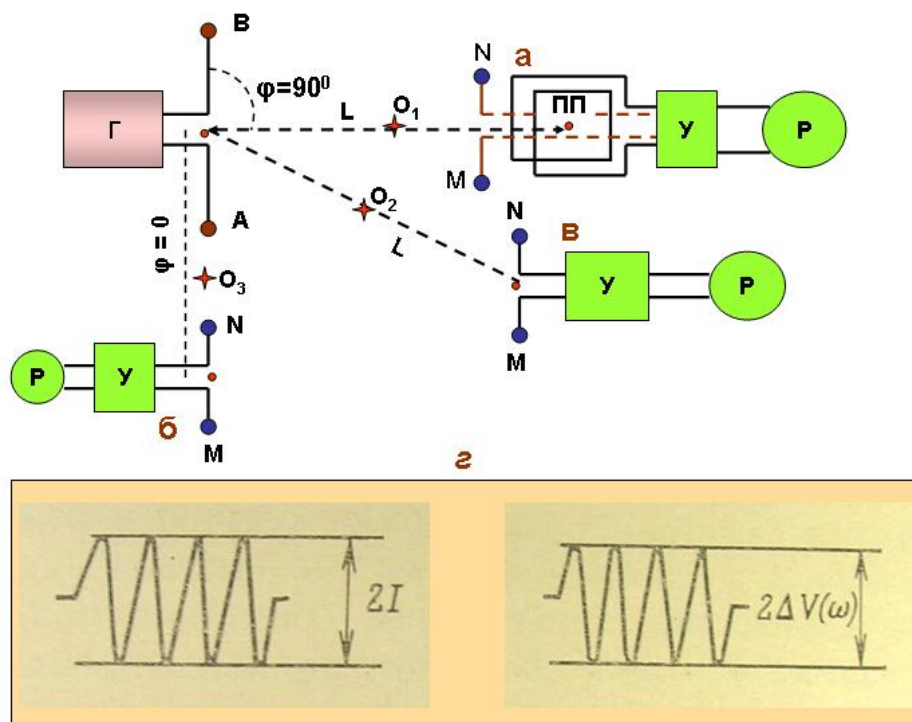 B
N
а
φ=90⁰
ПП
O₁
L
Г
У
Р
M
A
O₂
N
в
φ = 0
L
O₃
У
Р
N
M
Р
У
б
M
г
2I
2ΔV(ω)